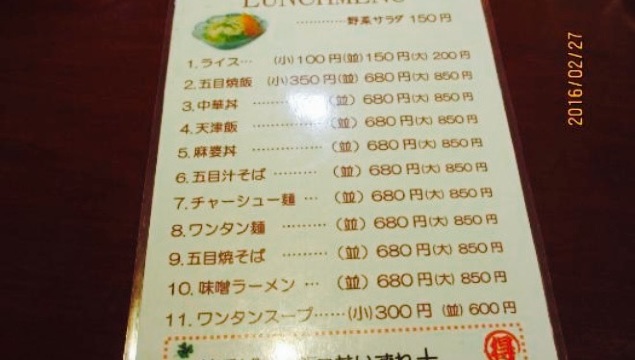 LUNCHMENU
…………野菜サラダ 150円
1.ライス… (小)100円(並)150円(大) 200円
2.五目焼飯 (小)350円(並) 680円(大) 850円
3.中華丼 …………(並) 680円(大) 850円
4.天津飯 …………(並) 680円(大) 850円
5.麻婆丼 …………(並) 680円(大) 850円
6.五目汁そば ………(並) 680円(大) 850円
7.チャーシュー麺 …(並) 680円(大) 850円
8.ワンタン麺 ………(並) 680円(大) 850円
9.五目焼そば ………(並) 680円(大) 850円
10.味噌ラーメン …(並) 680円(大) 850円
11.ワンタンスープ……(小)300円 (並) 600円
得
2016/02/27